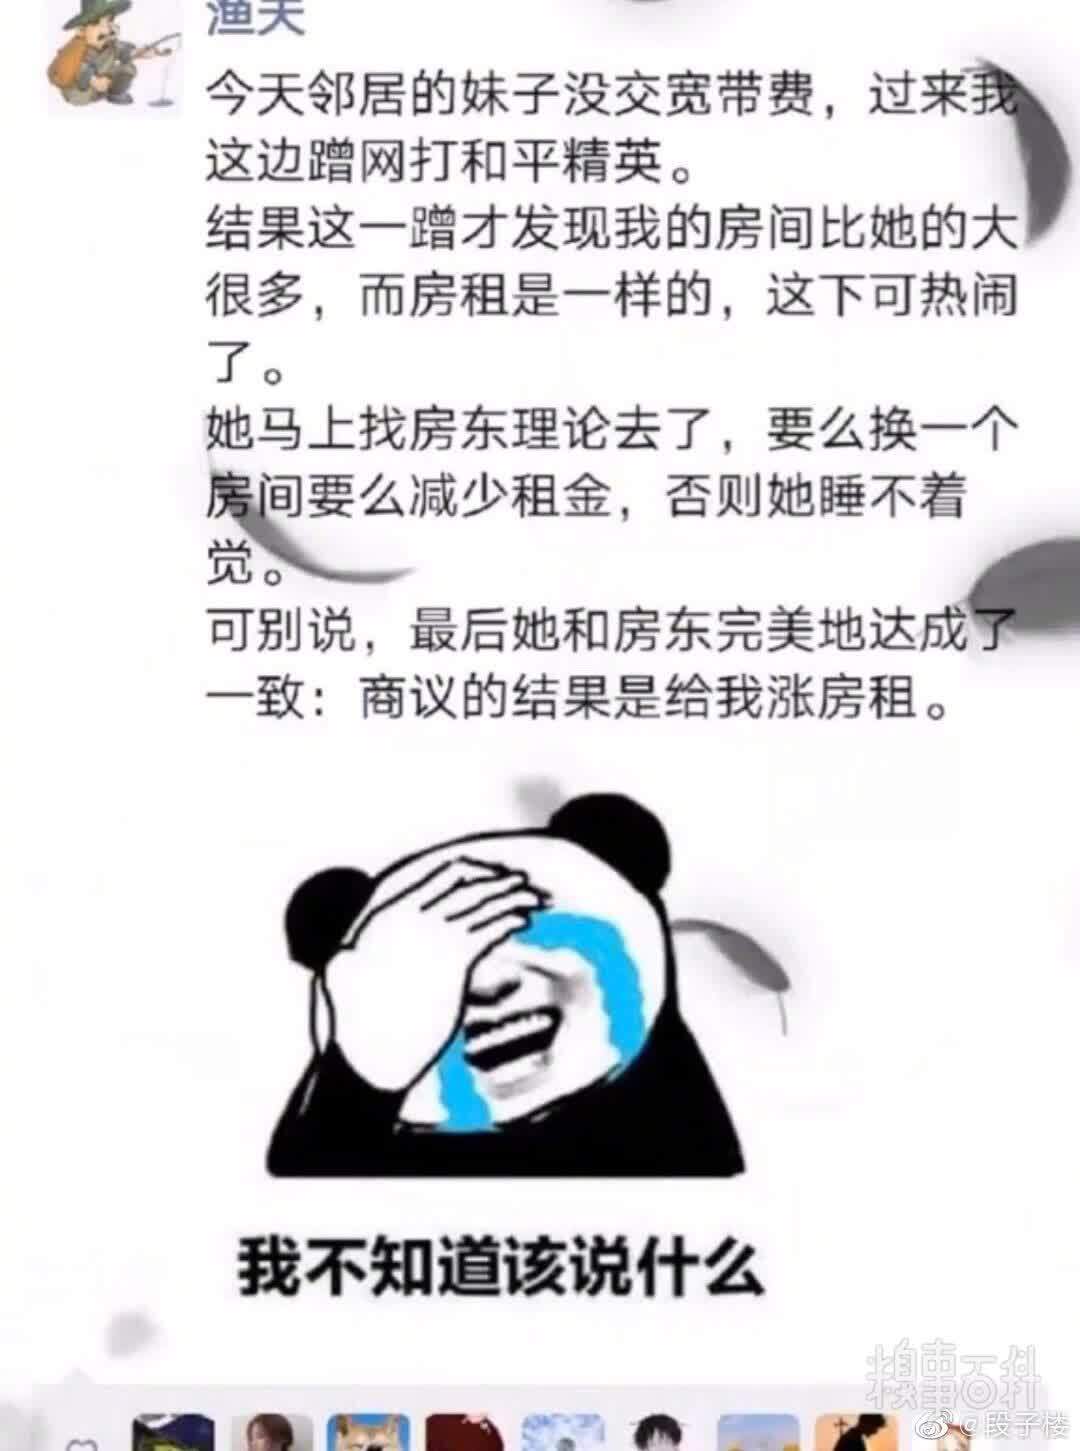 渔夫
今天邻居的妹子没交宽带费，过来我
这边蹭网打和平精英。
结果这一蹭才发现我的房间比她的大
很多，而房租是一样的，这下可热闹
了。
她马上找房东理论去了，要么换一个
房间要么减少租金，否则她睡不着
觉。
可别说，最后她和房东完美地达成了
一致：商议的结果是给我涨房租。
我不知道该说什么
糗事百科
@段子楼